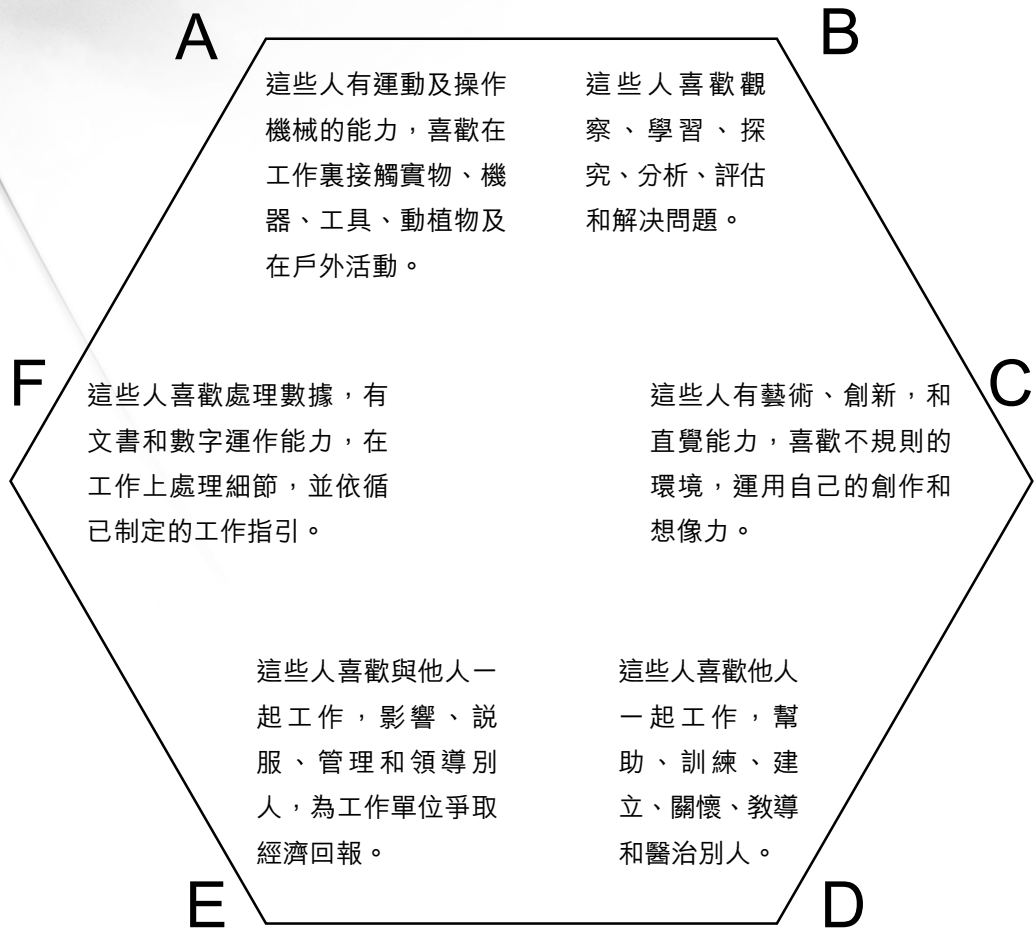 A
B
這些人有運動及操作
機械的能力，喜歡在
工作裏接觸實物、機
器、工具、動植物及
在戶外活動。
這些人喜歡觀
察、學習、探
究、分析、評估
和解决問題。
F
C
這些人喜歡處理數據，有
文書和數字運作能力，在
工作上處理細節，並依循
已制定的工作指引。
這些人有藝術、創新，和
直覺能力，喜歡不規則的
環境，運用自己的創作和
想像力。
這些人喜歡與他人一
起工作，影響、説
服、管理和領導別
人，為工作單位爭取
經濟回報。
這些人喜歡他人
一起工作，幫
助、訓練、建
立、關懷、教導
和醫治別人。
E
D